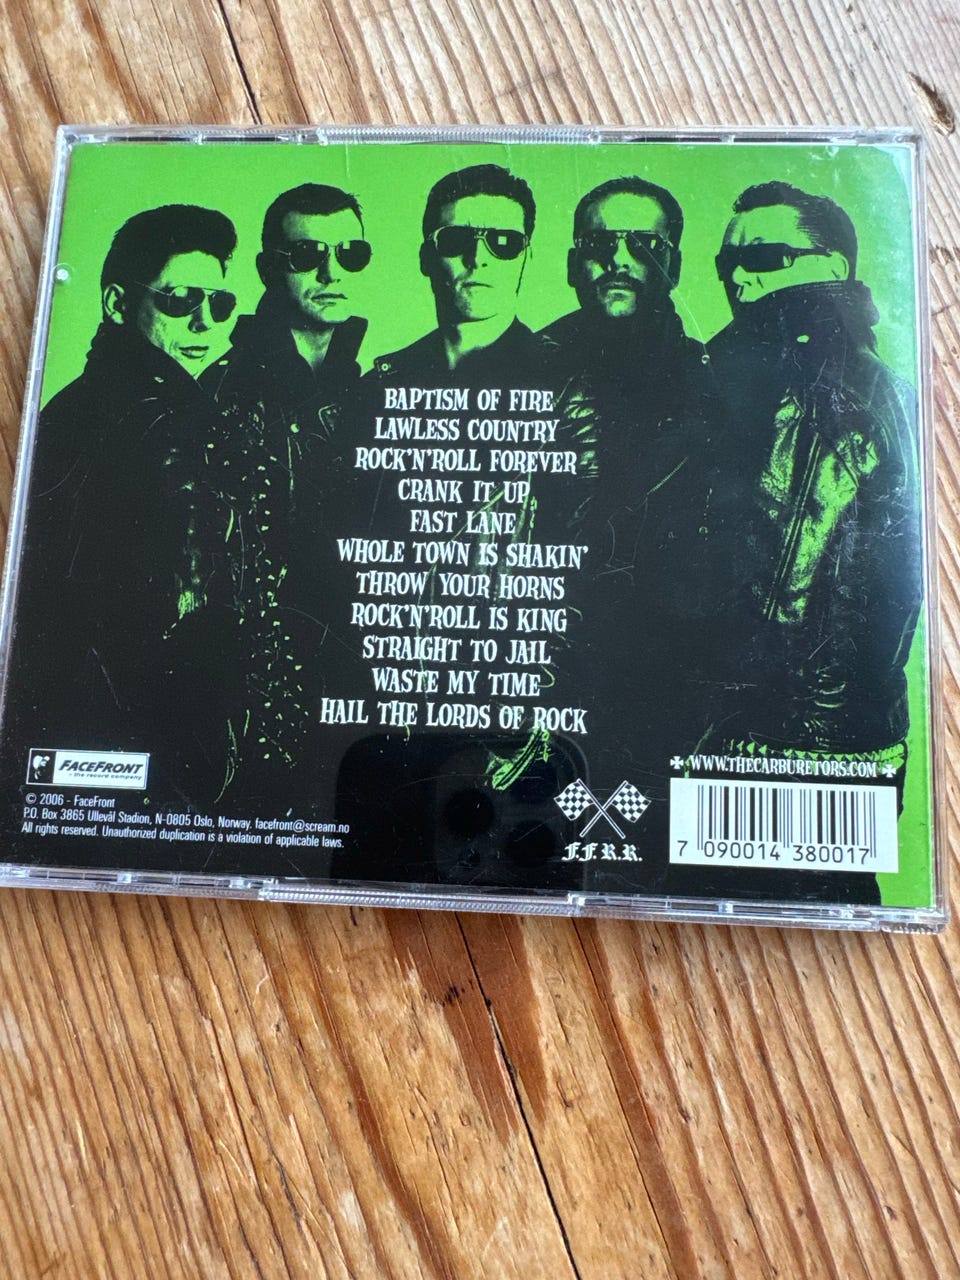 BAPTISM OF FIRE
LAWLESS COUNTRY
ROCK'N'ROLL FOREVER
CRANK IT UP
FAST LANE
WHOLE TOWN IS SHAKIN'
THROW YOUR HORNS
ROCK'N'ROLL IS KING
STRAIGHT TO JAIL
WASTE MY TIME
HAIL THE LORDS OF ROCK
FACEFRONT
- the record company
© 2006 - FaceFront
P.O. Box 3865 Ullevål Stadion, N-0805 Oslo, Norway. facefront@scream.no
All rights reserved. Unauthorized duplication is a violation of applicable laws.
F.F.R.R.
WWW.THECARBURETORS.COM
7 090014 380017